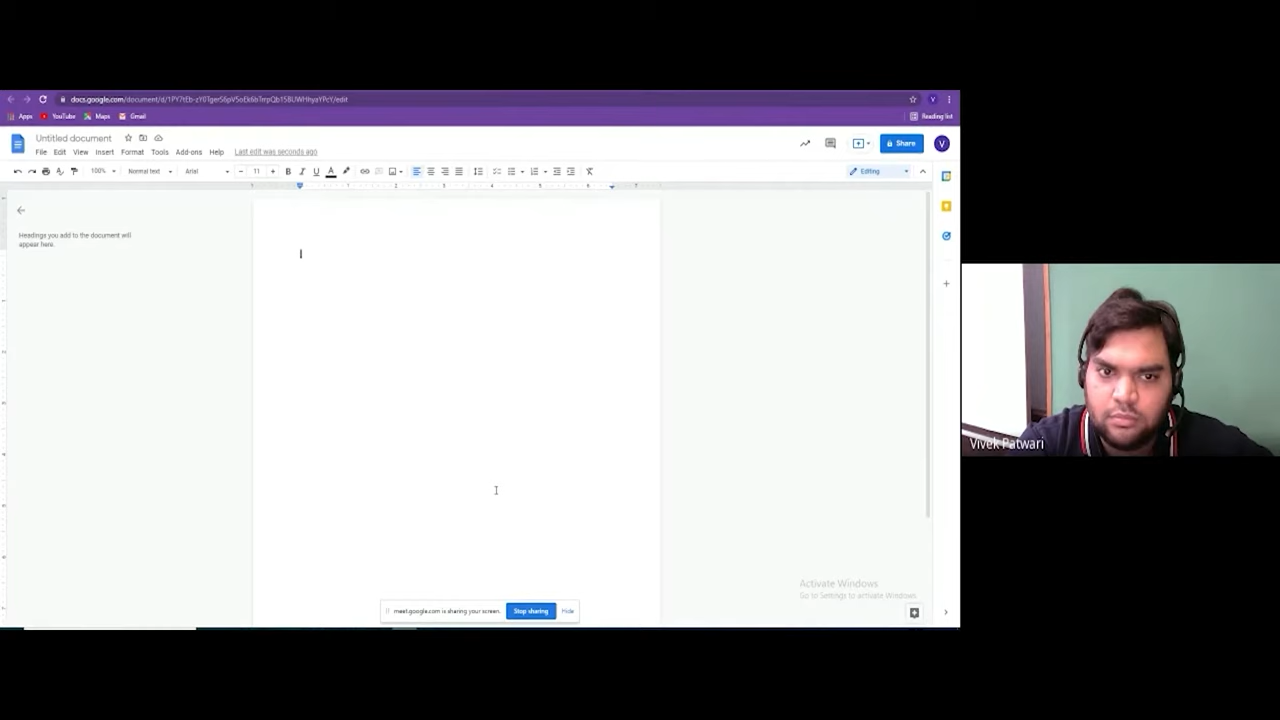 docs.google.com/document/d/
/edit
Apps YouTube Maps Gmail Reading list
Untitled document
File Edit View Insert Format Tools Add-ons Help Last edit was seconds ago
Share
V
100% Normal text Arial 11 Editing
Headings you add to the document will
appear here.
Vivek Patwari
Activate Windows
Go to Settings to activate Windows.
meet.google.com is sharing your screen. Stop sharing Hide